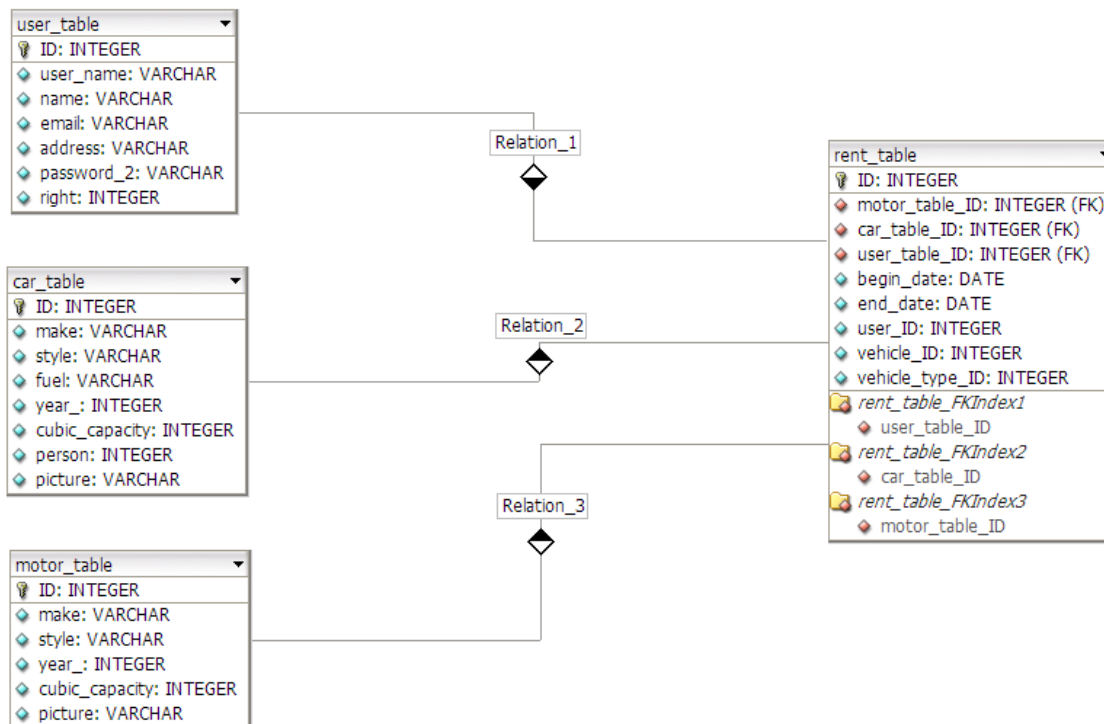 user_table
ID: INTEGER
user_name: VARCHAR
name: VARCHAR
email: VARCHAR
address: VARCHAR
password_2: VARCHAR
right: INTEGER
Relation_1
car_table
ID: INTEGER
make: VARCHAR
style: VARCHAR
fuel: VARCHAR
year_: INTEGER
cubic_capacity: INTEGER
person: INTEGER
picture: VARCHAR
Relation_2
motor_table
ID: INTEGER
make: VARCHAR
style: VARCHAR
year_: INTEGER
cubic_capacity: INTEGER
picture: VARCHAR
Relation_3
rent_table
ID: INTEGER
motor_table_ID: INTEGER (FK)
car_table_ID: INTEGER (FK)
user_table_ID: INTEGER (FK)
begin_date: DATE
end_date: DATE
user_ID: INTEGER
vehicle_ID: INTEGER
vehicle_type_ID: INTEGER
rent_table_FKIndex1
user_table_ID
rent_table_FKIndex2
car_table_ID
rent_table_FKIndex3
motor_table_ID